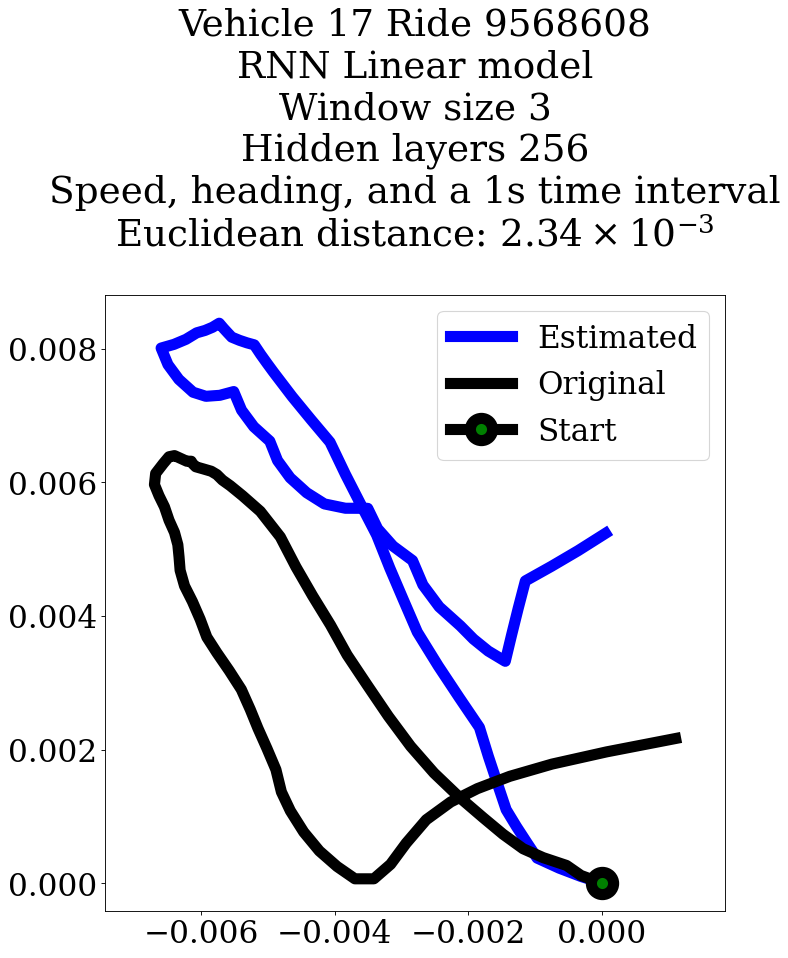 Vehicle 17 Ride 9568608
RNN Linear model
Window size 3
Hidden layers 256
Speed, heading, and a 1s time interval
Euclidean distance: 2.34 × 10⁻³
Estimated
Original
Start
0.008
0.006
0.004
0.002
0.000
−0.006 −0.004 −0.002 0.000